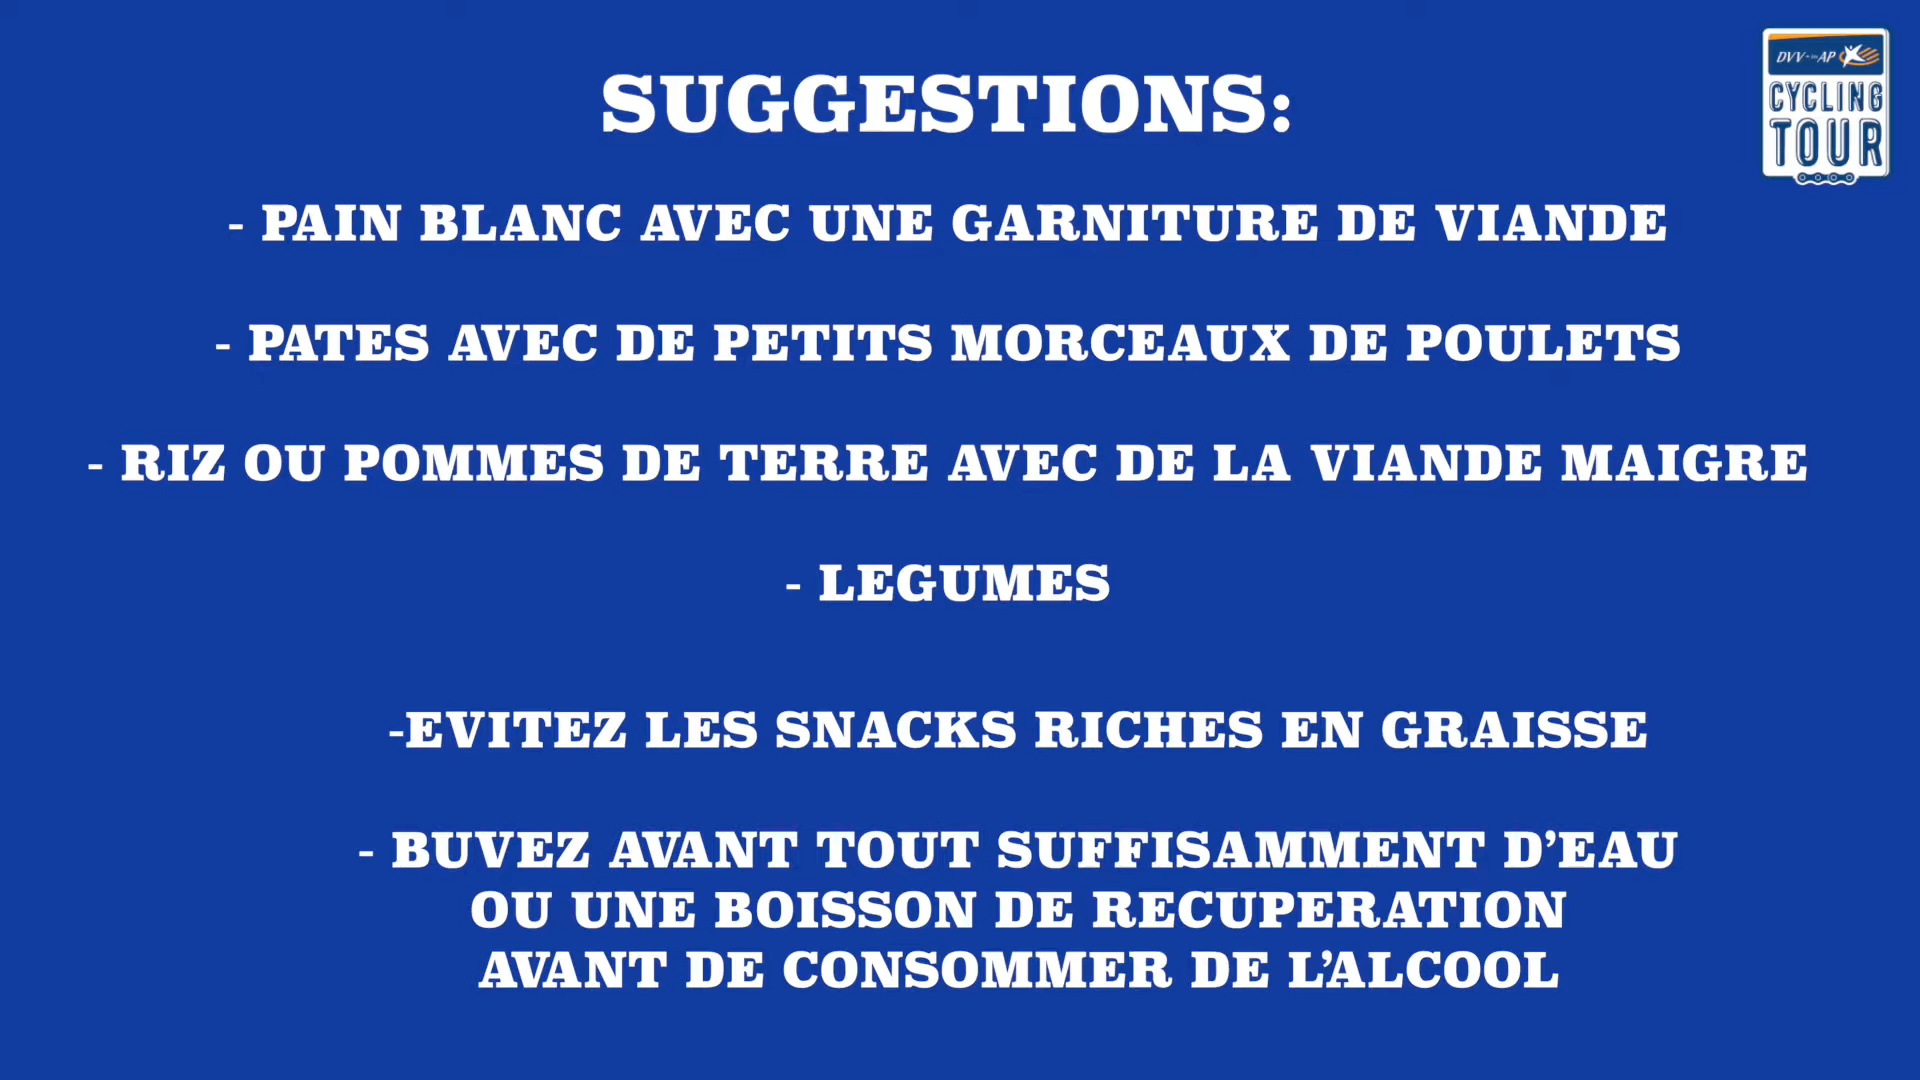 SUGGESTIONS:
DVV AP
CYCLING
TOUR
- PAIN BLANC AVEC UNE GARNITURE DE VIANDE
- PATES AVEC DE PETITS MORCEAUX DE POULETS
- RIZ OU POMMES DE TERRE AVEC DE LA VIANDE MAIGRE
- LEGUMES
-EVITEZ LES SNACKS RICHES EN GRAISSE
- BUVEZ AVANT TOUT SUFFISAMMENT D’EAU
OU UNE BOISSON DE RECUPERATION
AVANT DE CONSOMMER DE L’ALCOOL